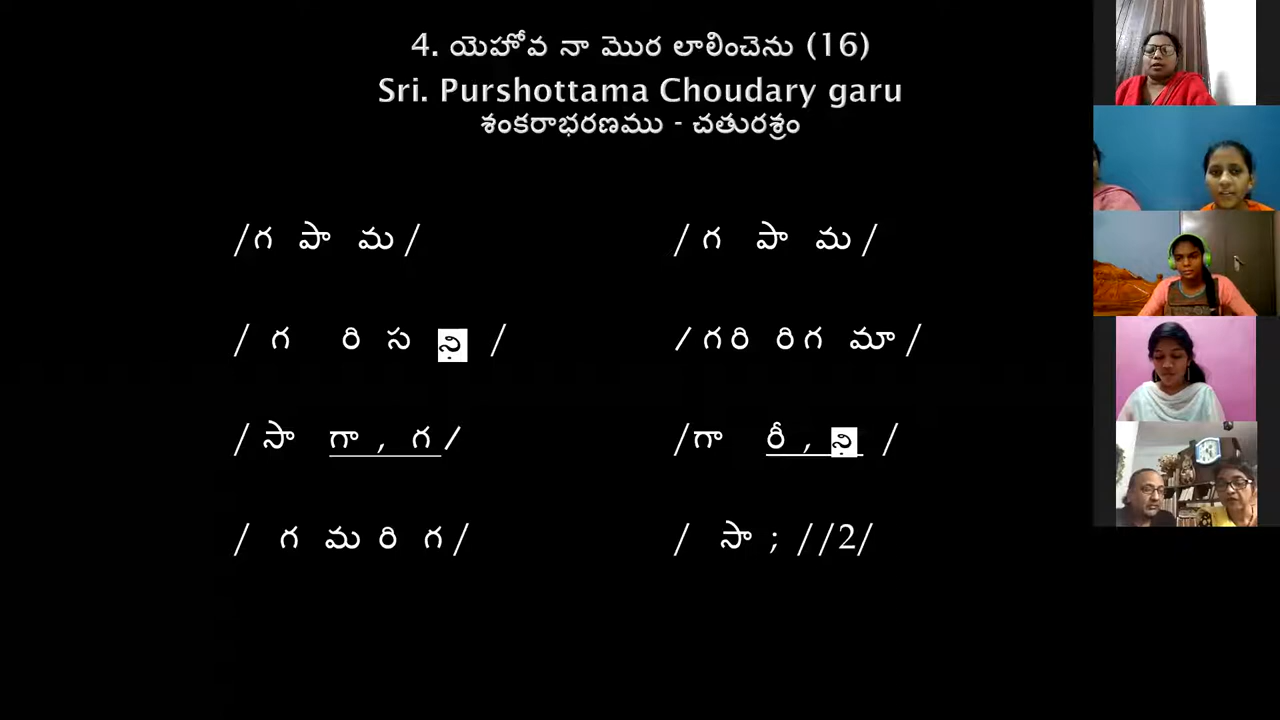 4. యెహోవ నా మొర లాలించెను (16)
Sri. Purshottama Choudary garu
శంకరాభరణము - చతురశ్రం
/గ పా మ/ / గ పా మ /
/ గ రి స ని̣ / / గరి రిగ మా /
/ సా గా , గ/ /గా రీ , ని̣ /
/ గ మ రి గ/ / సా ; //2/